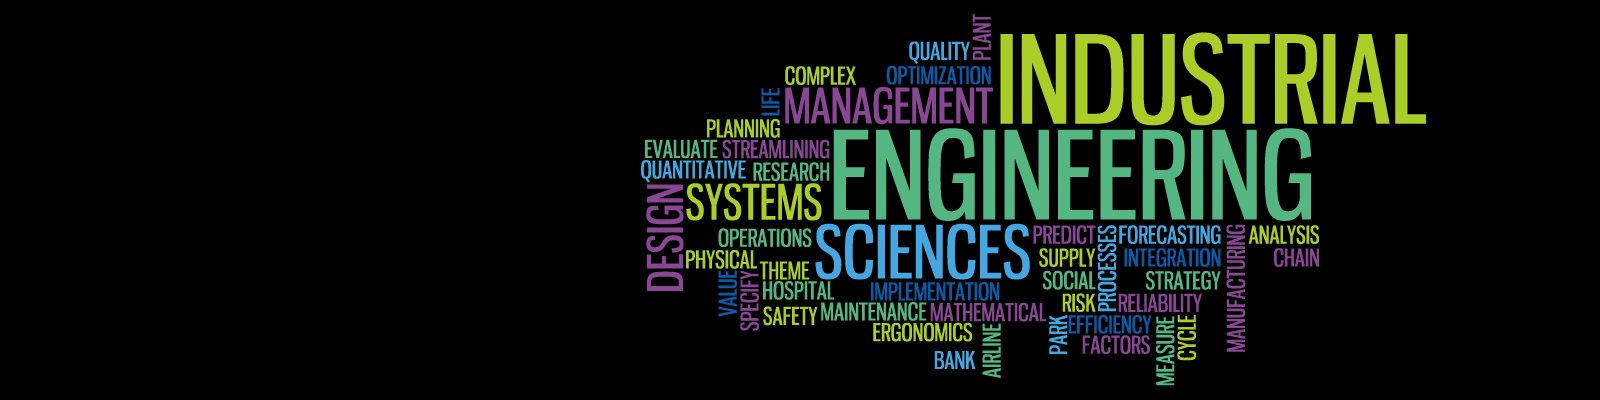 PLANT
QUALITY
INDUSTRIAL
COMPLEX
OPTIMIZATION
LIFE
MANAGEMENT
PLANNING
ENGINEERING
EVALUATE
STREAMLINING
QUANTITATIVE
RESEARCH
DESIGN
SYSTEMS
OPERATIONS
SCIENCES
PREDICT
PROCESSES
FORECASTING
MANUFACTURING
ANALYSIS
PHYSICAL
THEME
SUPPLY
INTEGRATION
CHAIN
VALUE
SPECIFY
HOSPITAL
IMPLEMENTATION
SOCIAL
STRATEGY
SAFETY
MAINTENANCE
MATHEMATICAL
RISK
RELIABILITY
ERGONOMICS
AIRLINE
PARK
EFFICIENCY
MEASURE
CYCLE
FACTORS
BANK